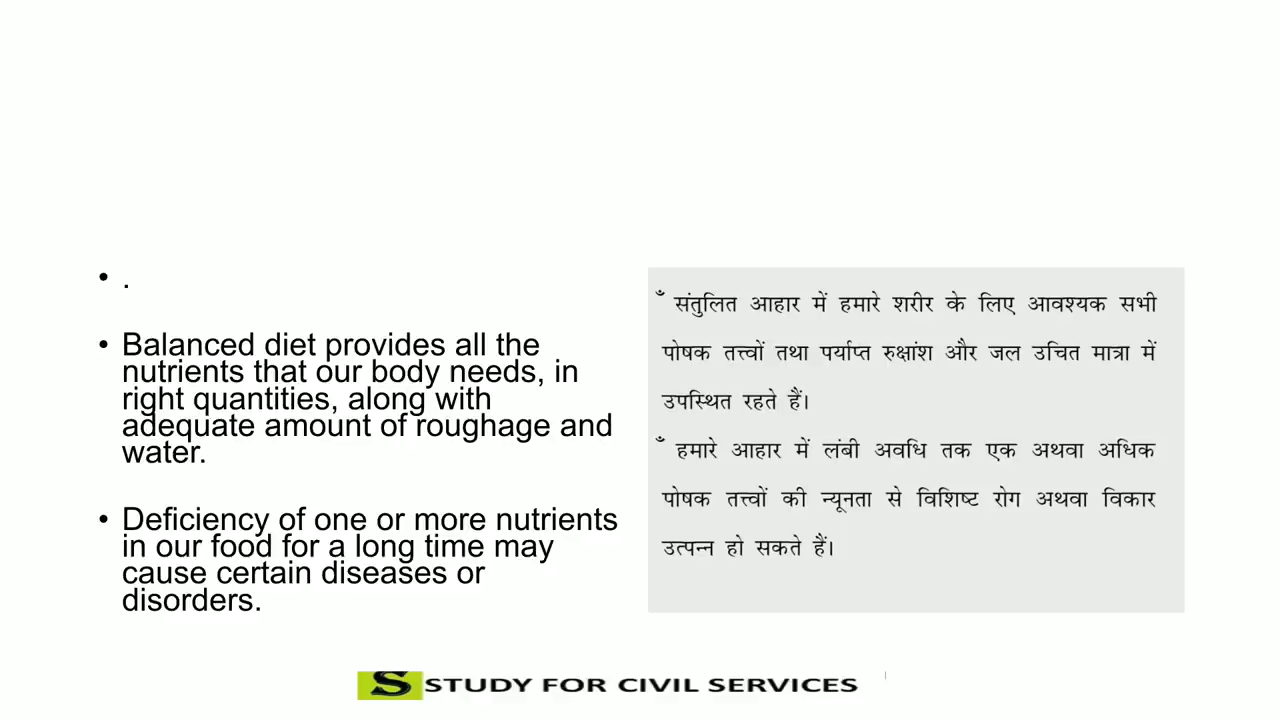 • .
• Balanced diet provides all the
nutrients that our body needs, in
right quantities, along with
adequate amount of roughage and
water.
• Deficiency of one or more nutrients
in our food for a long time may
cause certain diseases or
disorders.
ँ संतुलित आहार में हमारे शरीर के लिए आवश्यक सभी
पोषक तत्त्वों तथा पर्याप्त रुक्षांश और जल उचित मात्रा में
उपस्थित रहते हैं।
ँ हमारे आहार में लंबी अवधि तक एक अथवा अधिक
पोषक तत्त्वों की न्यूनता से विशिष्ट रोग अथवा विकार
उत्पन्न हो सकते हैं।
S STUDY FOR CIVIL SERVICES